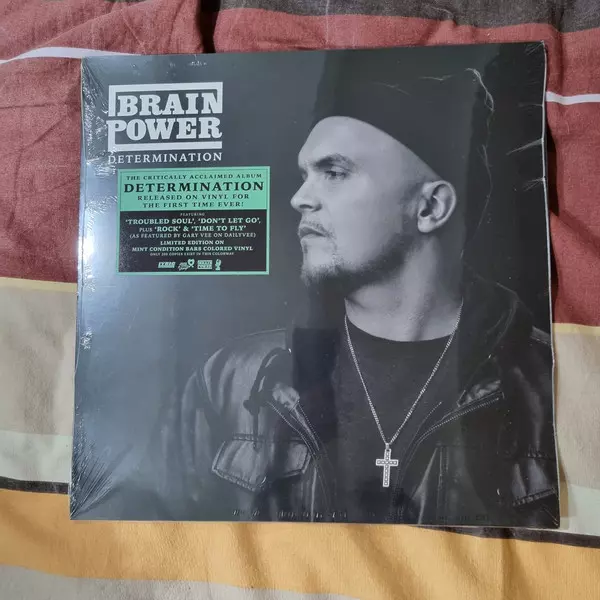 BRAIN
POWER
DETERMINATION
THE CRITICALLY ACCLAIMED ALBUM
DETERMINATION
RELEASED ON VINYL FOR
THE FIRST TIME EVER!
FEATURING
'TROUBLED SOUL', 'DON'T LET GO',
PLUS 'ROCK' & 'TIME TO FLY'
(AS FEATURED BY GARY VEE ON DAILYVEE)
LIMITED EDITION ON
MINT CONDITION BARS COLORED VINYL